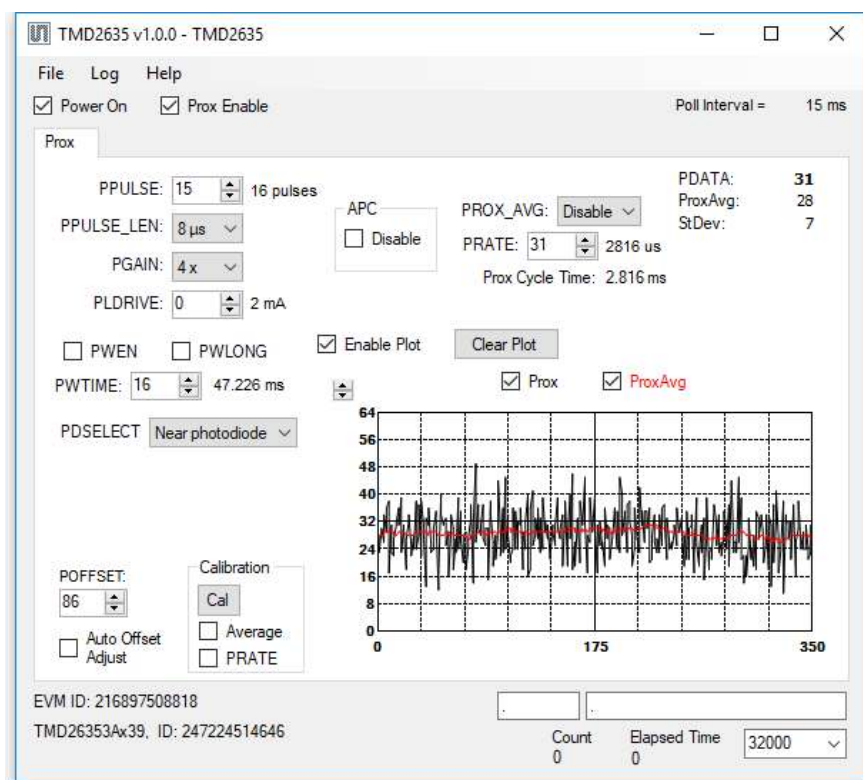 TMD2635 v1.0.0 - TMD2635
File Log Help
Power On Prox Enable Poll Interval = 15 ms
Prox
PPULSE: 15 16 pulses
PPULSE_LEN: 8 µs
PGAIN: 4 x
PLDRIVE: 0 2 mA
APC
Disable
PROX_AVG: Disable
PRATE: 31 2816 us
Prox Cycle Time: 2.816 ms
PDATA: 31
ProxAvg: 28
StDev: 7
PWEN PWLONG
Enable Plot Clear Plot
PWTIME: 16 47.226 ms
Prox ProxAvg
PDSELECT Near photodiode
64
56
48
40
32
24
16
8
0
0 175 350
POFFSET:
86
Auto Offset
Adjust
Calibration
Cal
Average
PRATE
EVM ID: 216897508818
TMD26353Ax39, ID: 247224514646
. .
Count Elapsed Time 32000
0 0